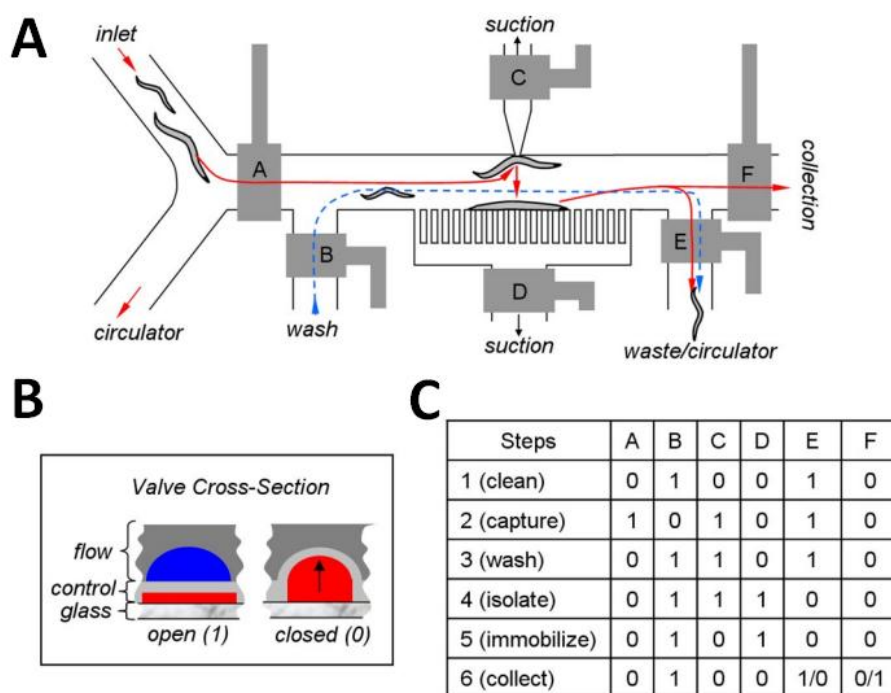 A
inlet
suction
C
A
F
collection
B
E
D
circulator
wash
suction
waste/circulator
B
Valve Cross-Section
flow
control
glass
open (1)
closed (0)
C
Steps A B C D E F
1 (clean) 0 1 0 0 1 0
2 (capture) 1 0 1 0 1 0
3 (wash) 0 1 1 0 1 0
4 (isolate) 0 1 1 1 0 0
5 (immobilize) 0 1 0 1 0 0
6 (collect) 0 1 0 0 1/0 0/1